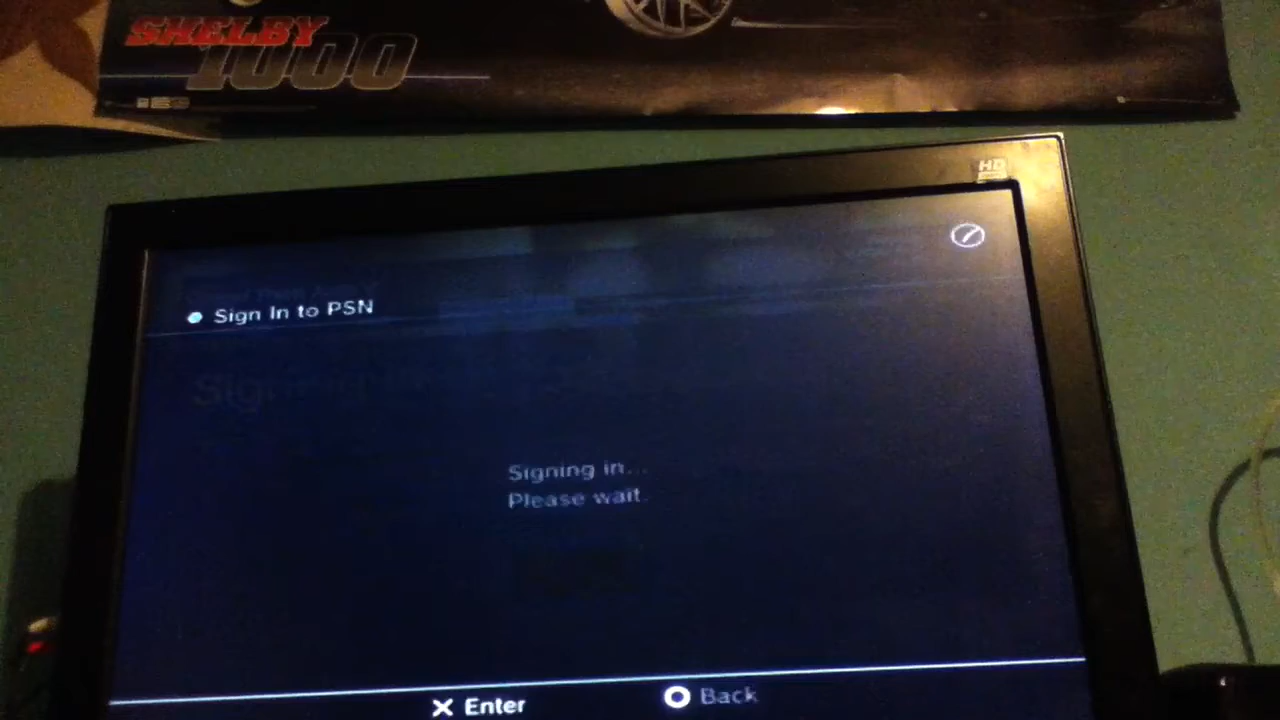 SHELBY
1000
HD
Sign In to PSN
Signing in...
Please wait.
Enter
Back